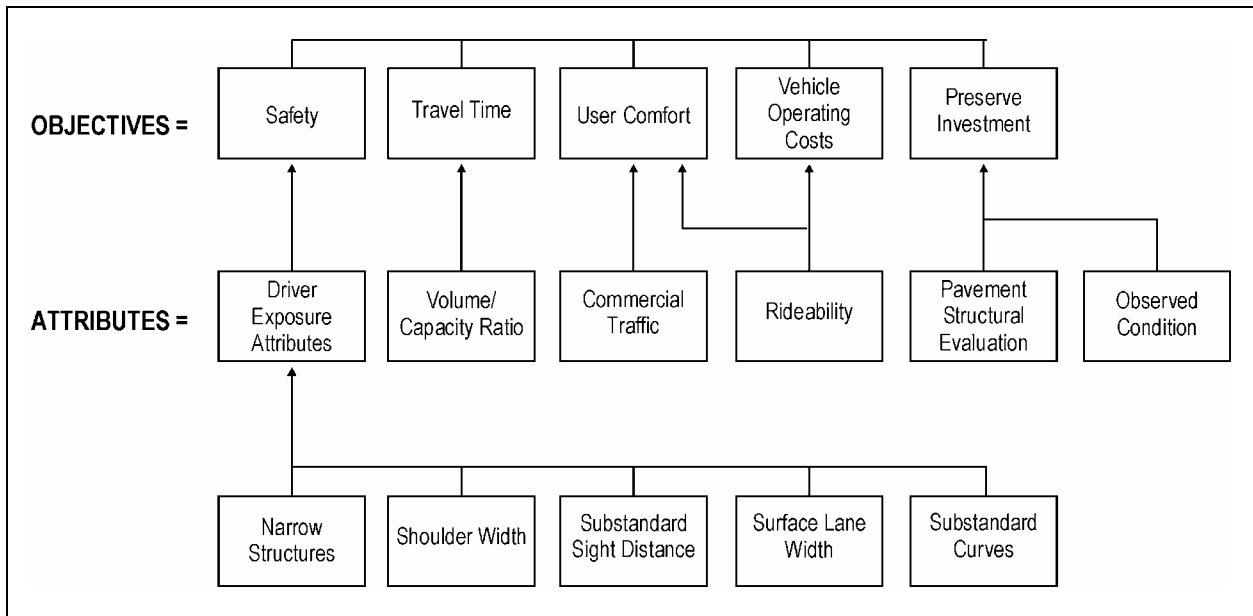 OBJECTIVES =
Safety
Travel Time
User Comfort
Vehicle
Operating
Costs
Preserve
Investment
ATTRIBUTES =
Driver
Exposure
Attributes
Volume/
Capacity Ratio
Commercial
Traffic
Rideability
Pavement
Structural
Evaluation
Observed
Condition
Narrow
Structures
Shoulder Width
Substandard
Sight Distance
Surface Lane
Width
Substandard
Curves